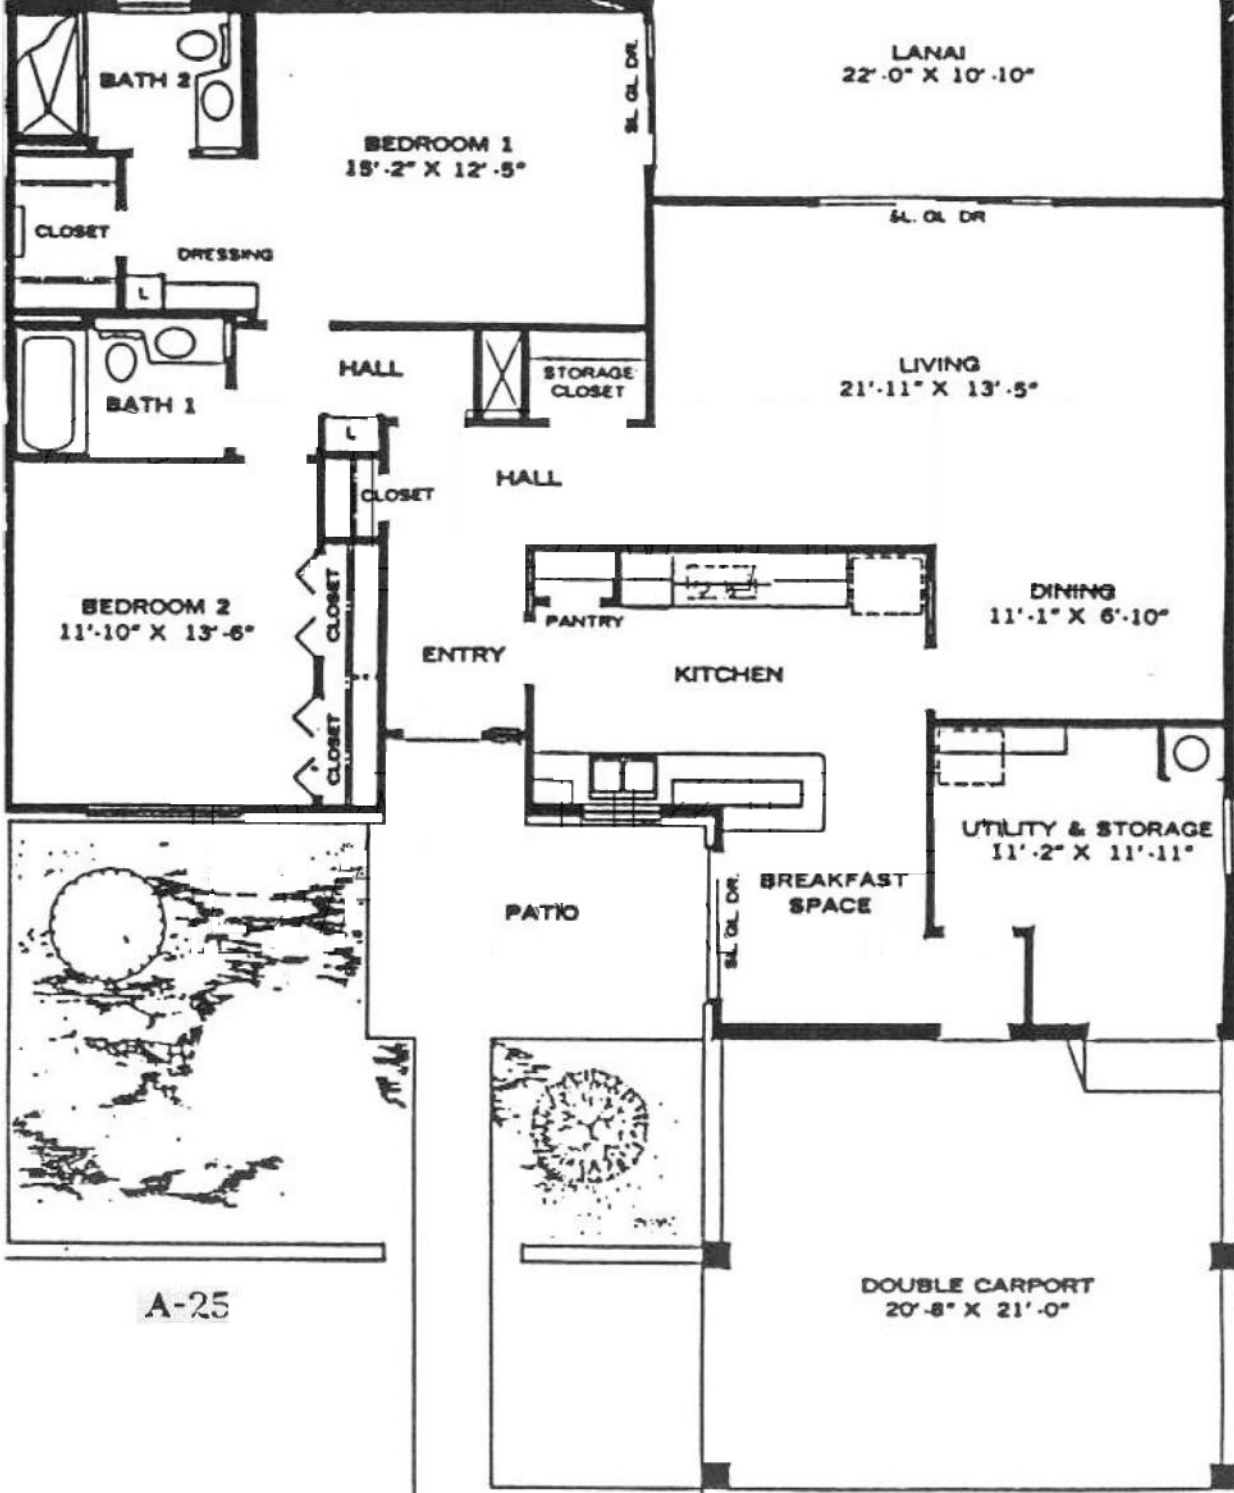 LANAI
22'-0" X 10'-10"
SL. GL. DR.
BATH 2
BEDROOM 1
15'-2" X 12'-5"
SL. GL. DR
CLOSET
DRESSING
L
LIVING
21'-11" X 13'-5"
HALL
STORAGE
CLOSET
BATH 1
L
HALL
CLOSET
BEDROOM 2
11'-10" X 13'-6"
CLOSET
DINING
11'-1" X 6'-10"
PANTRY
ENTRY
KITCHEN
CLOSET
UTILITY & STORAGE
11'-2" X 11'-11"
BREAKFAST
SPACE
PATIO
SL. GL. DR.
DOUBLE CARPORT
20'-8" X 21'-0"
A-25